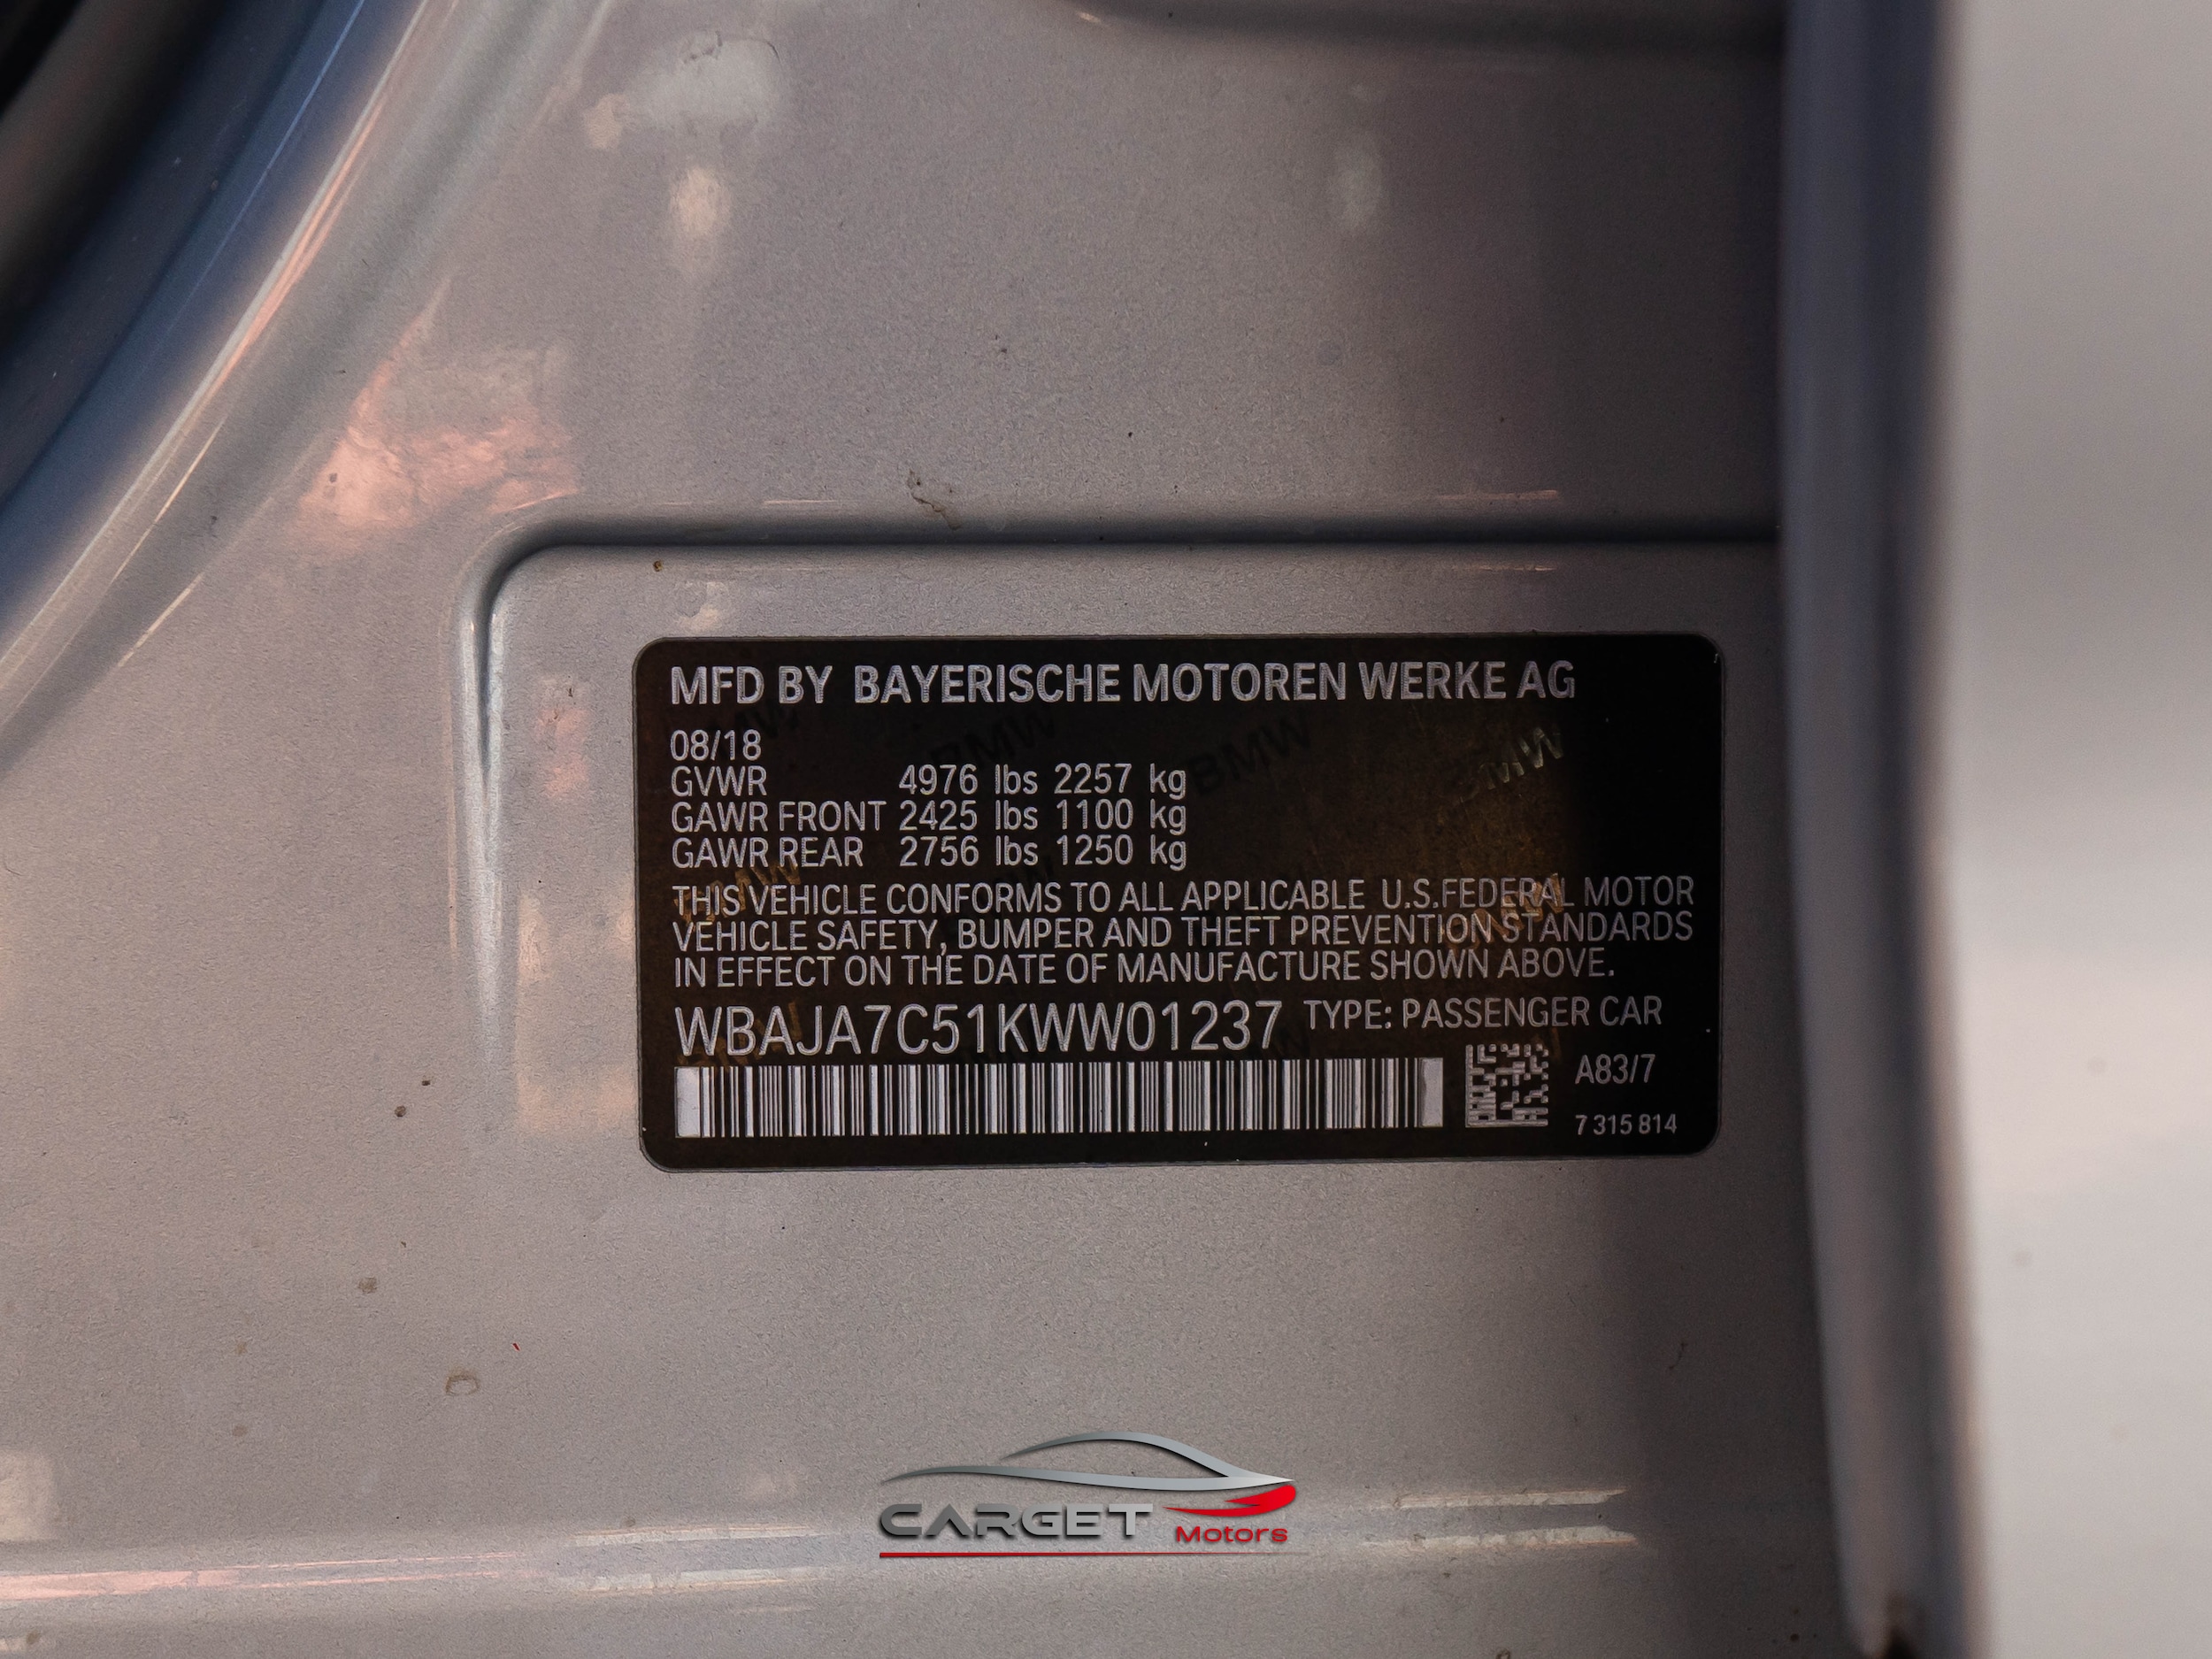 MFD BY BAYERISCHE MOTOREN WERKE AG
08/18
GVWR 4976 lbs 2257 kg
GAWR FRONT 2425 lbs 1100 kg
GAWR REAR 2756 lbs 1250 kg
THIS VEHICLE CONFORMS TO ALL APPLICABLE U.S.FEDERAL MOTOR
VEHICLE SAFETY, BUMPER AND THEFT PREVENTION STANDARDS
IN EFFECT ON THE DATE OF MANUFACTURE SHOWN ABOVE.
WBAJA7C51KWW01237 TYPE: PASSENGER CAR
A83/7
7 315 814
CARGET
Motors